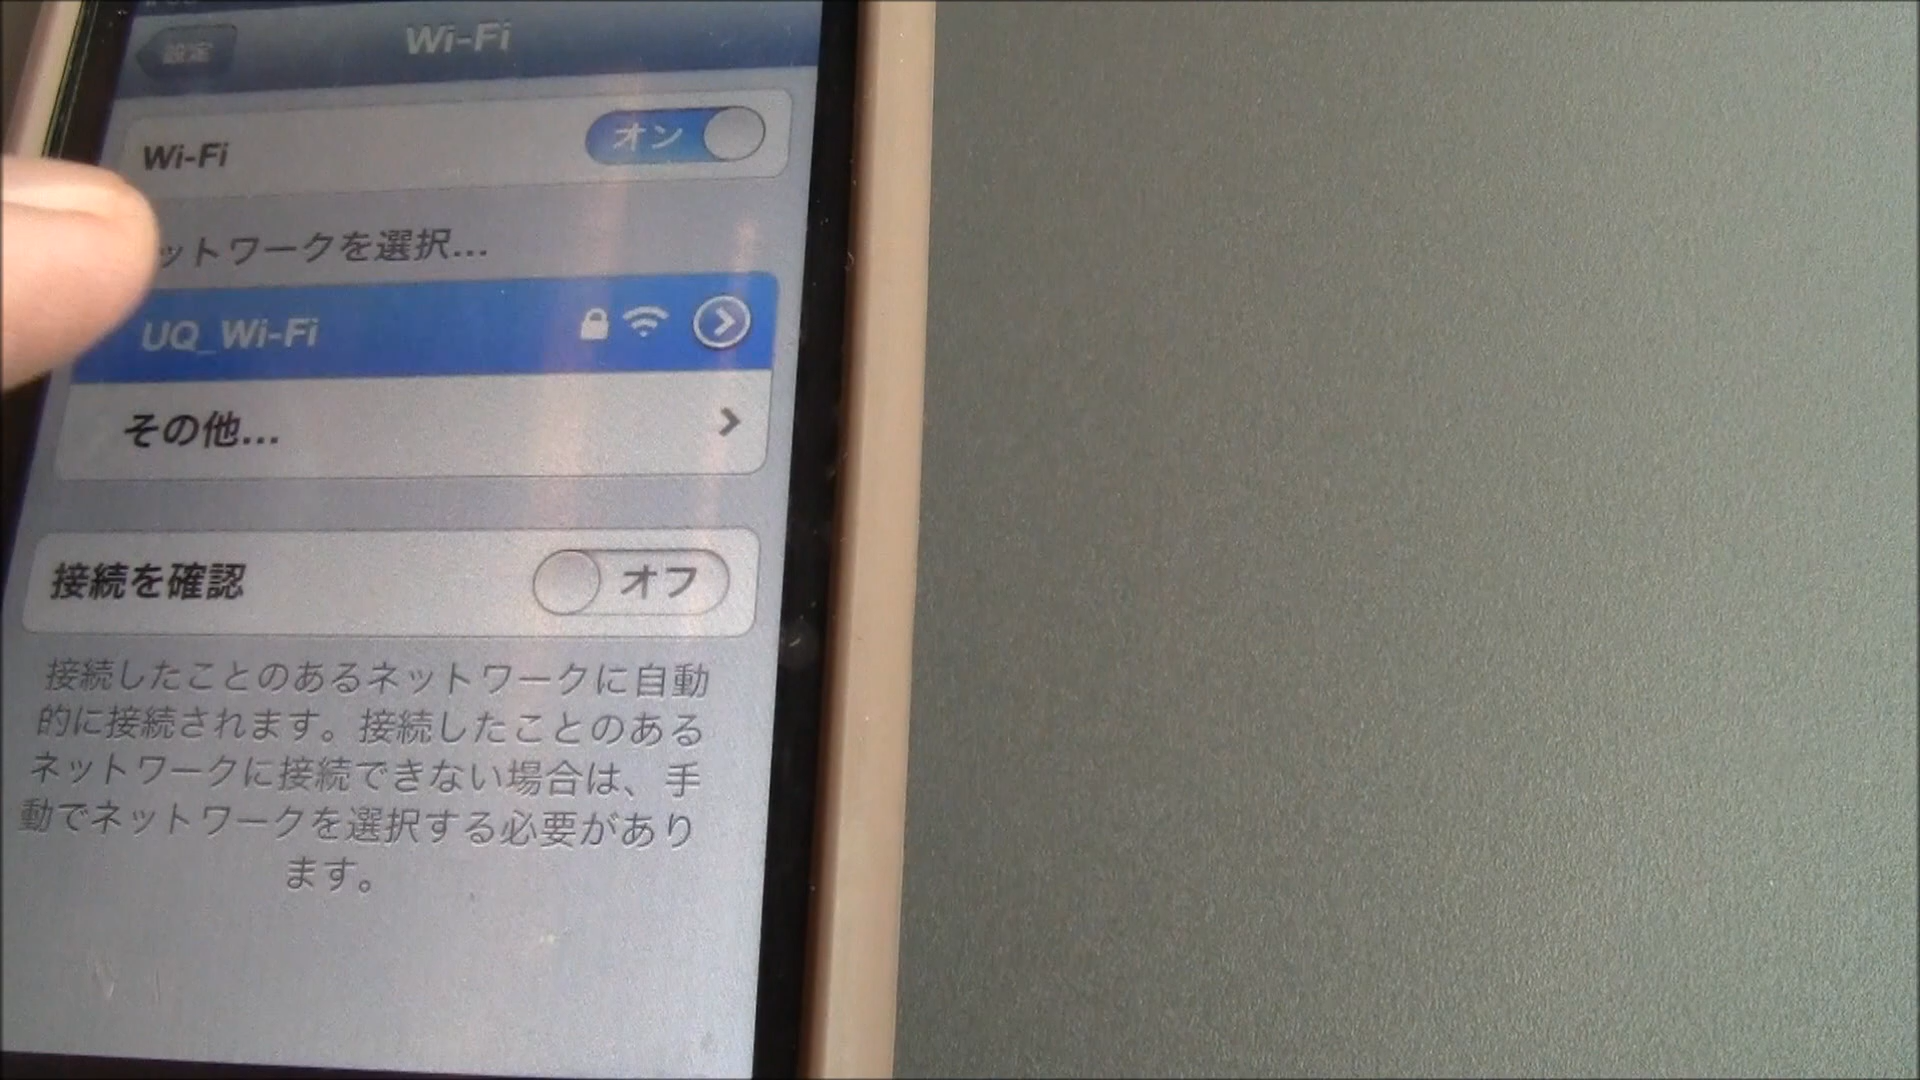 設定
Wi-Fi
Wi-Fi
オン
ットワークを選択...
UQ_Wi-Fi
その他...
接続を確認
オフ
接続したことのあるネットワークに自動
的に接続されます。接続したことのある
ネットワークに接続できない場合は、手
動でネットワークを選択する必要があり
ます。